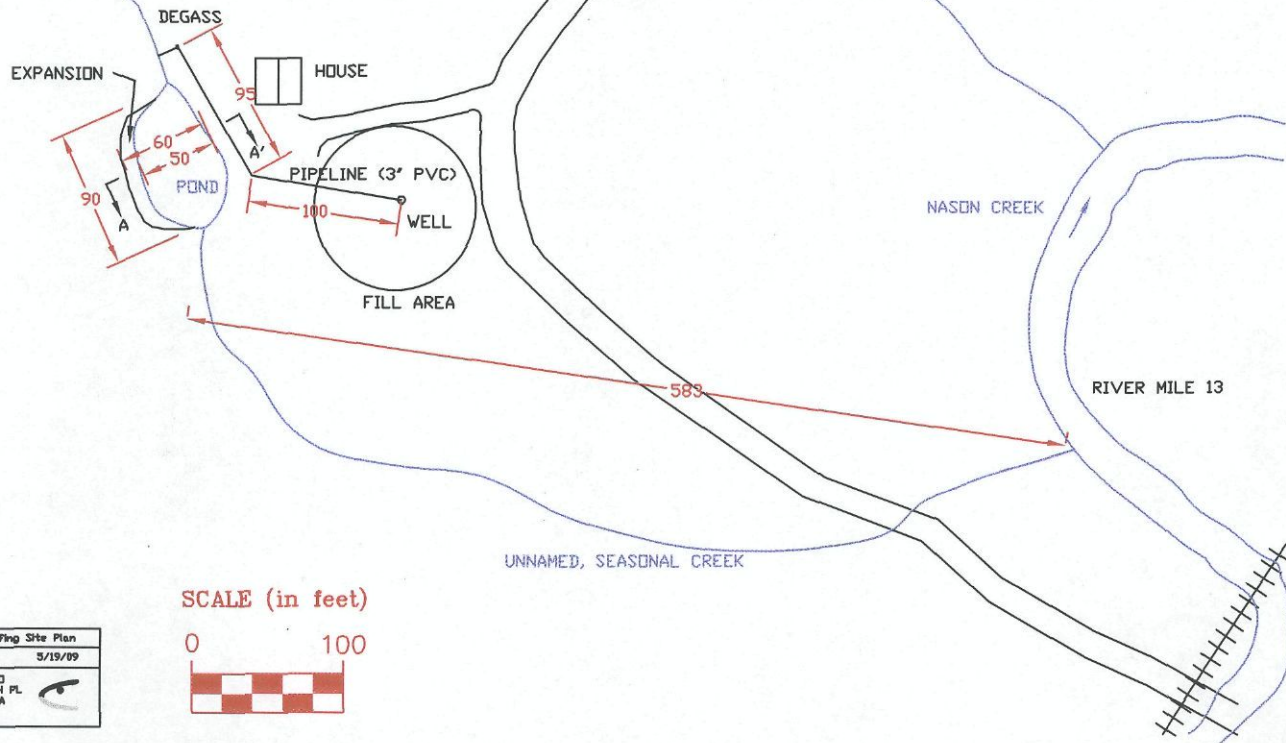 DEGASS
EXPANSION
HOUSE
95
60
50
A'
PIPELINE (3" PVC)
POND
90
A
100
WELL
NASON CREEK
FILL AREA
583
RIVER MILE 13
UNNAMED, SEASONAL CREEK
SCALE (in feet)
0 100
Site Plan
5/19/09
PL